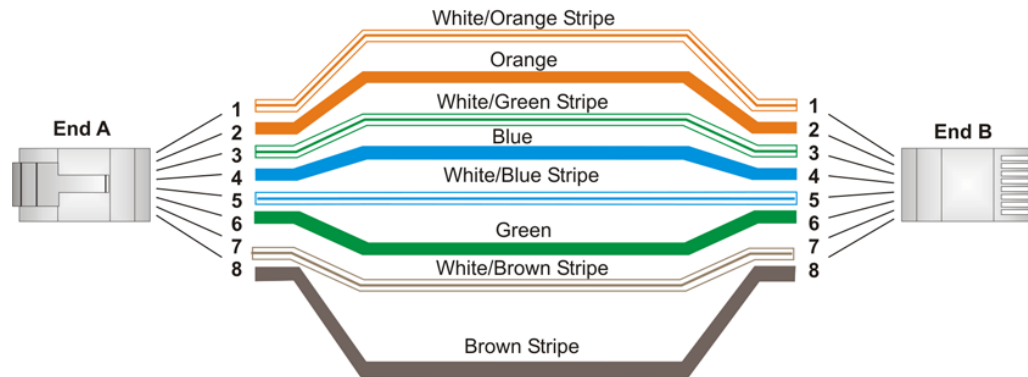 White/Orange Stripe
Orange
White/Green Stripe
Blue
White/Blue Stripe
Green
White/Brown Stripe
Brown Stripe
End A
1
2
3
4
5
6
7
8
1
2
3
4
5
6
7
8
End B